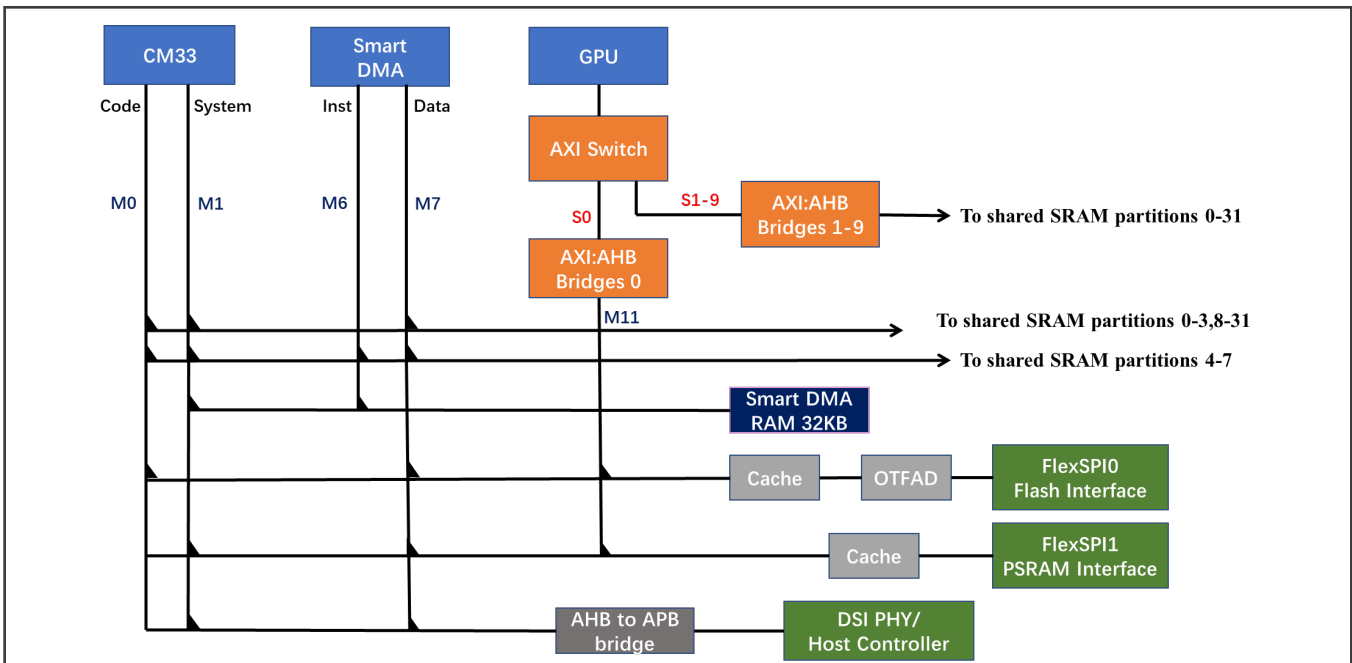 CM33
Smart
DMA
GPU
Code
System
Inst
Data
AXI Switch
M0
M1
M6
M7
S0
S1-9
AXI:AHB
Bridges 1-9
To shared SRAM partitions 0-31
AXI:AHB
Bridges 0
M11
To shared SRAM partitions 0-3,8-31
To shared SRAM partitions 4-7
Smart DMA
RAM 32KB
Cache
OTFAD
FlexSPI0
Flash Interface
Cache
FlexSPI1
PSRAM Interface
AHB to APB
bridge
DSI PHY/
Host Controller